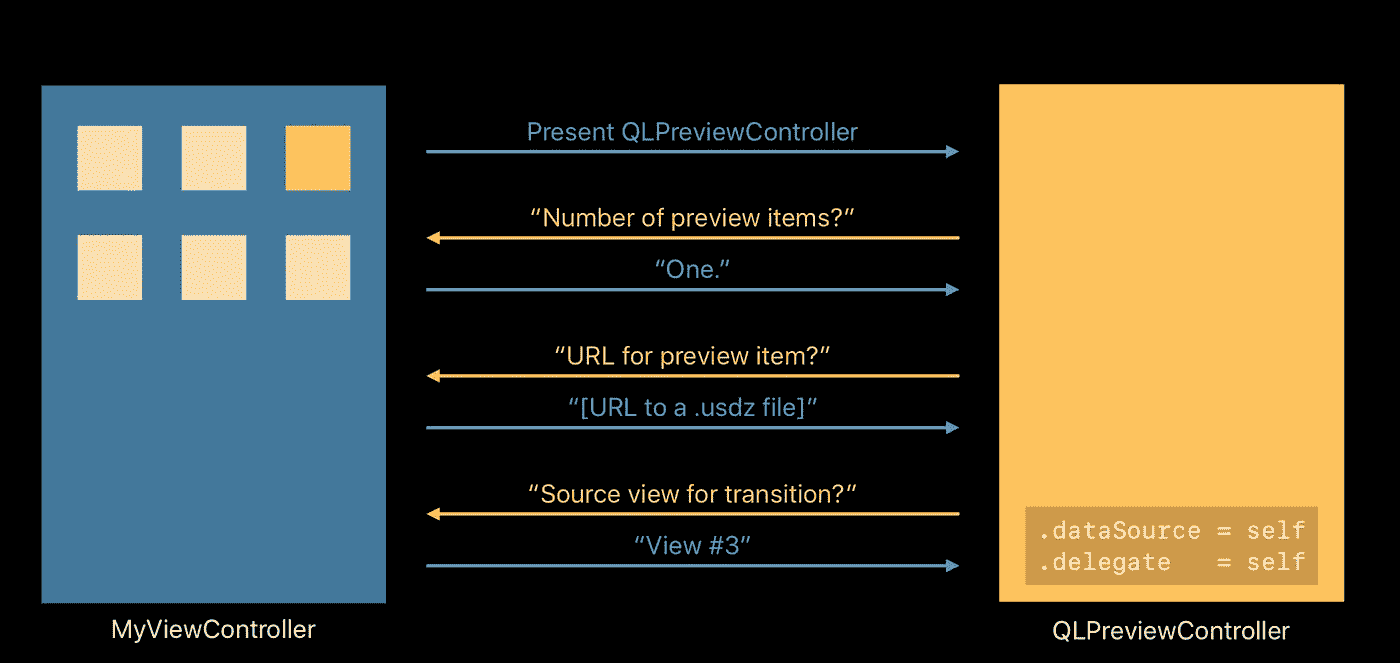 Present QLPreviewController
“Number of preview items?”
“One.”
“URL for preview item?”
“[URL to a .usdz file]”
“Source view for transition?”
“View #3”
.dataSource = self
.delegate   = self
MyViewController
QLPreviewController